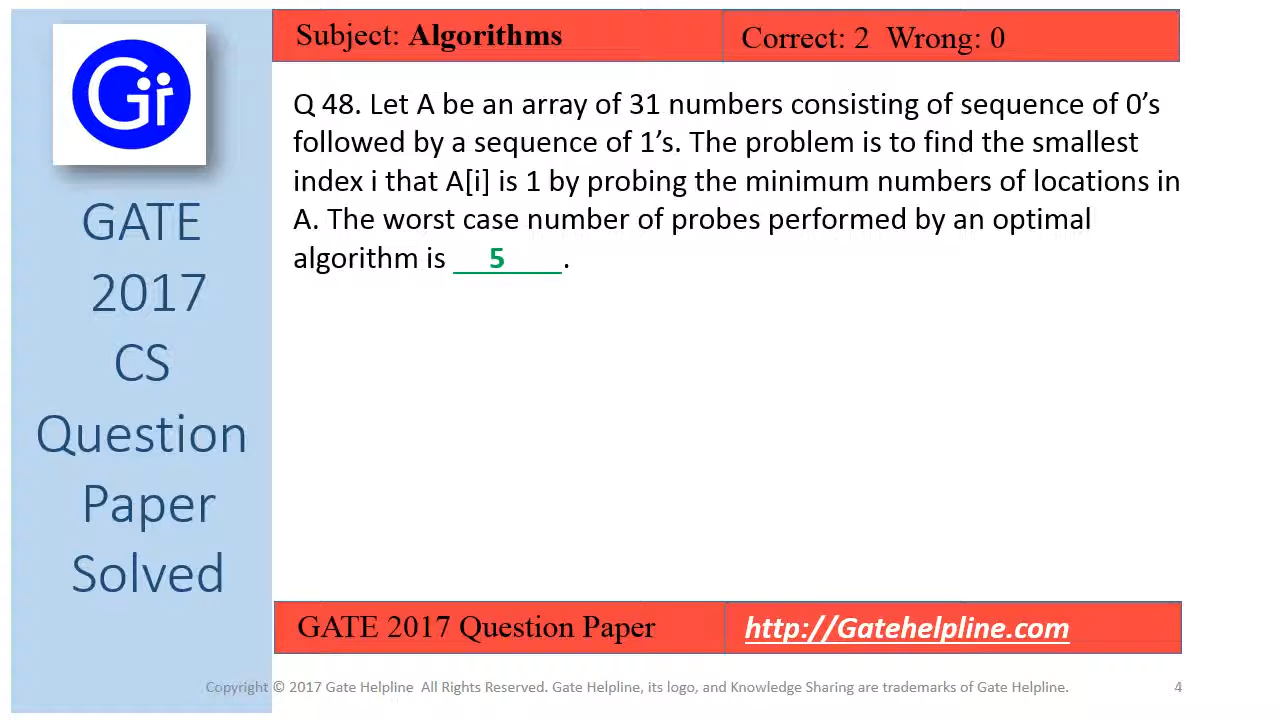 Gir
GATE
2017
CS
Question
Paper
Solved
Subject: Algorithms
Correct: 2 Wrong: 0
Q 48. Let A be an array of 31 numbers consisting of sequence of 0’s
followed by a sequence of 1’s. The problem is to find the smallest
index i that A[i] is 1 by probing the minimum numbers of locations in
A. The worst case number of probes performed by an optimal
algorithm is ___5____.
GATE 2017 Question Paper
http://Gatehelpline.com
Copyright © 2017 Gate Helpline All Rights Reserved. Gate Helpline, its logo, and Knowledge Sharing are trademarks of Gate Helpline.
4